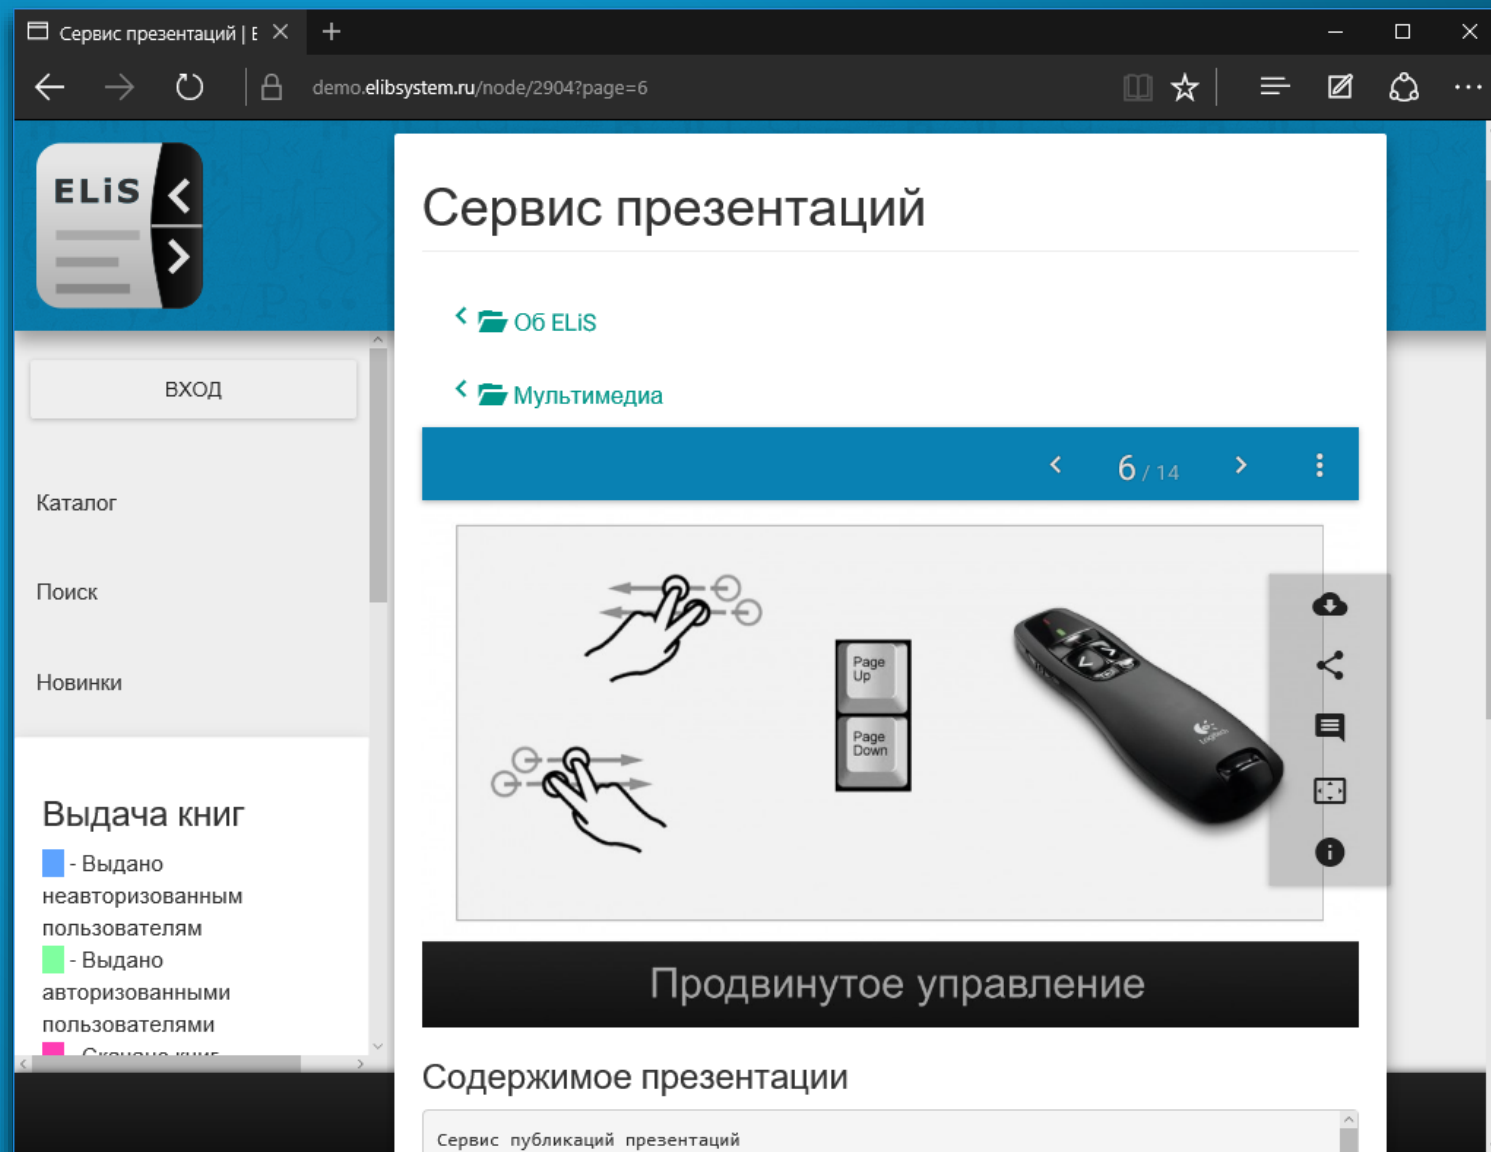 Сервис презентаций | E
demo.elibsystem.ru/node/2904?page=6
ELiS
ВХОД
Каталог
Поиск
Новинки
Выдача книг
- Выдано
неавторизованным
пользователям
- Выдано
авторизованными
пользователями
Сервис презентаций
Об ELiS
Мультимедиа
6 / 14
Page
Up
Page
Down
Logitech
Продвинутое управление
Содержимое презентации
Сервис публикаций презентаций